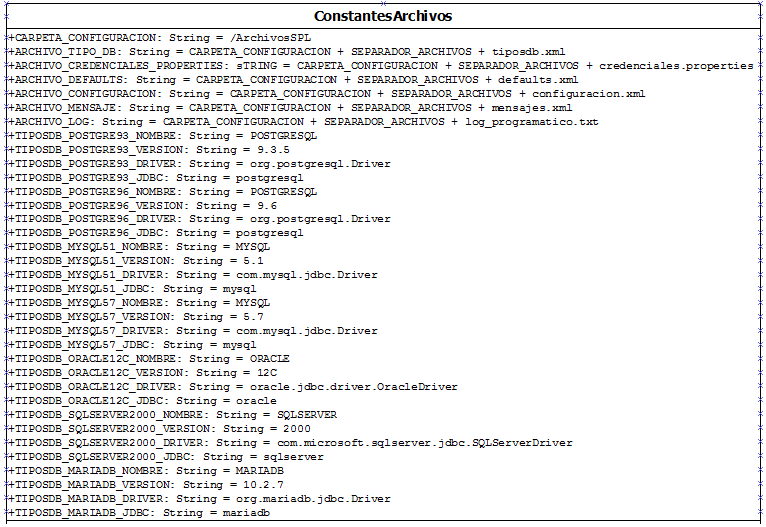 ConstantesArchivos
+CARPETA_CONFIGURACION: String = /ArchivosSPL
+ARCHIVO_TIPO_DB: String = CARPETA_CONFIGURACION + SEPARADOR_ARCHIVOS + tiposdb.xml
+ARCHIVO_CREDENCIALES_PROPERTIES: sTRING = CARPETA_CONFIGURACION + SEPARADOR_ARCHIVOS + credenciales.properties
+ARCHIVO_DEFAULTS: String = CARPETA_CONFIGURACION + SEPARADOR_ARCHIVOS + defaults.xml
+ARCHIVO_CONFIGURACION: String = CARPETA_CONFIGURACION + SEPARADOR_ARCHIVOS + configuracion.xml
+ARCHIVO_MENSAJE: String = CARPETA_CONFIGURACION + SEPARADOR_ARCHIVOS + mensajes.xml
+ARCHIVO_LOG: String = CARPETA_CONFIGURACION + SEPARADOR_ARCHIVOS + log_programatico.txt
+TIPOSDB_POSTGRE93_NOMBRE: String = POSTGRESQL
+TIPOSDB_POSTGRE93_VERSION: String = 9.3.5
+TIPOSDB_POSTGRE93_DRIVER: String = org.postgresql.Driver
+TIPOSDB_POSTGRE93_JDBC: String = postgresql
+TIPOSDB_POSTGRE96_NOMBRE: String = POSTGRESQL
+TIPOSDB_POSTGRE96_VERSION: String = 9.6
+TIPOSDB_POSTGRE96_DRIVER: String = org.postgresql.Driver
+TIPOSDB_POSTGRE96_JDBC: String = postgresql
+TIPOSDB_MYSQL51_NOMBRE: String = MYSQL
+TIPOSDB_MYSQL51_VERSION: String = 5.1
+TIPOSDB_MYSQL51_DRIVER: String = com.mysql.jdbc.Driver
+TIPOSDB_MYSQL51_JDBC: String = mysql
+TIPOSDB_MYSQL57_NOMBRE: String = MYSQL
+TIPOSDB_MYSQL57_VERSION: String = 5.7
+TIPOSDB_MYSQL57_DRIVER: String = com.mysql.jdbc.Driver
+TIPOSDB_MYSQL57_JDBC: String = mysql
+TIPOSDB_ORACLE12C_NOMBRE: String = ORACLE
+TIPOSDB_ORACLE12C_VERSION: String = 12C
+TIPOSDB_ORACLE12C_DRIVER: String = oracle.jdbc.driver.OracleDriver
+TIPOSDB_ORACLE12C_JDBC: String = oracle
+TIPOSDB_SQLSERVER2000_NOMBRE: String = SQLSERVER
+TIPOSDB_SQLSERVER2000_VERSION: String = 2000
+TIPOSDB_SQLSERVER2000_DRIVER: String = com.microsoft.sqlserver.jdbc.SQLServerDriver
+TIPOSDB_SQLSERVER2000_JDBC: String = sqlserver
+TIPOSDB_MARIADB_NOMBRE: String = MARIADB
+TIPOSDB_MARIADB_VERSION: String = 10.2.7
+TIPOSDB_MARIADB_DRIVER: String = org.mariadb.jdbc.Driver
+TIPOSDB_MARIADB_JDBC: String = mariadb